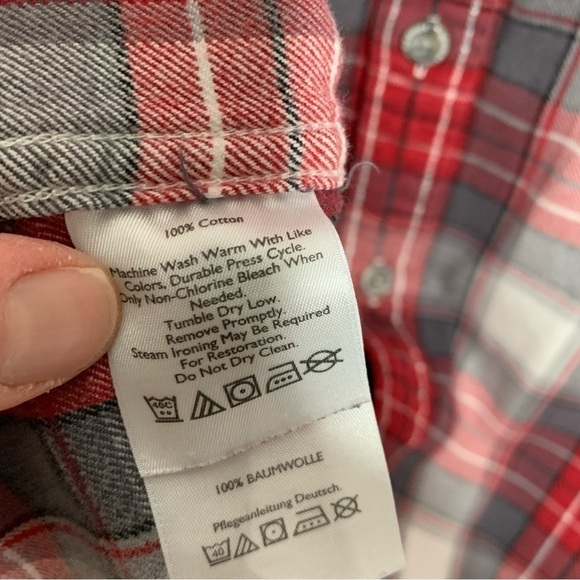 100% Cotton
Machine Wash Warm With Like
Colors, Durable Press Cycle.
Only Non-Chlorine Bleach When
Needed.
Tumble Dry Low.
Remove Promptly.
Steam Ironing May Be Required
For Restoration.
Do Not Dry Clean.
40C
100% BAUMWOLLE
Pflegeanleitung Deutsch.
40